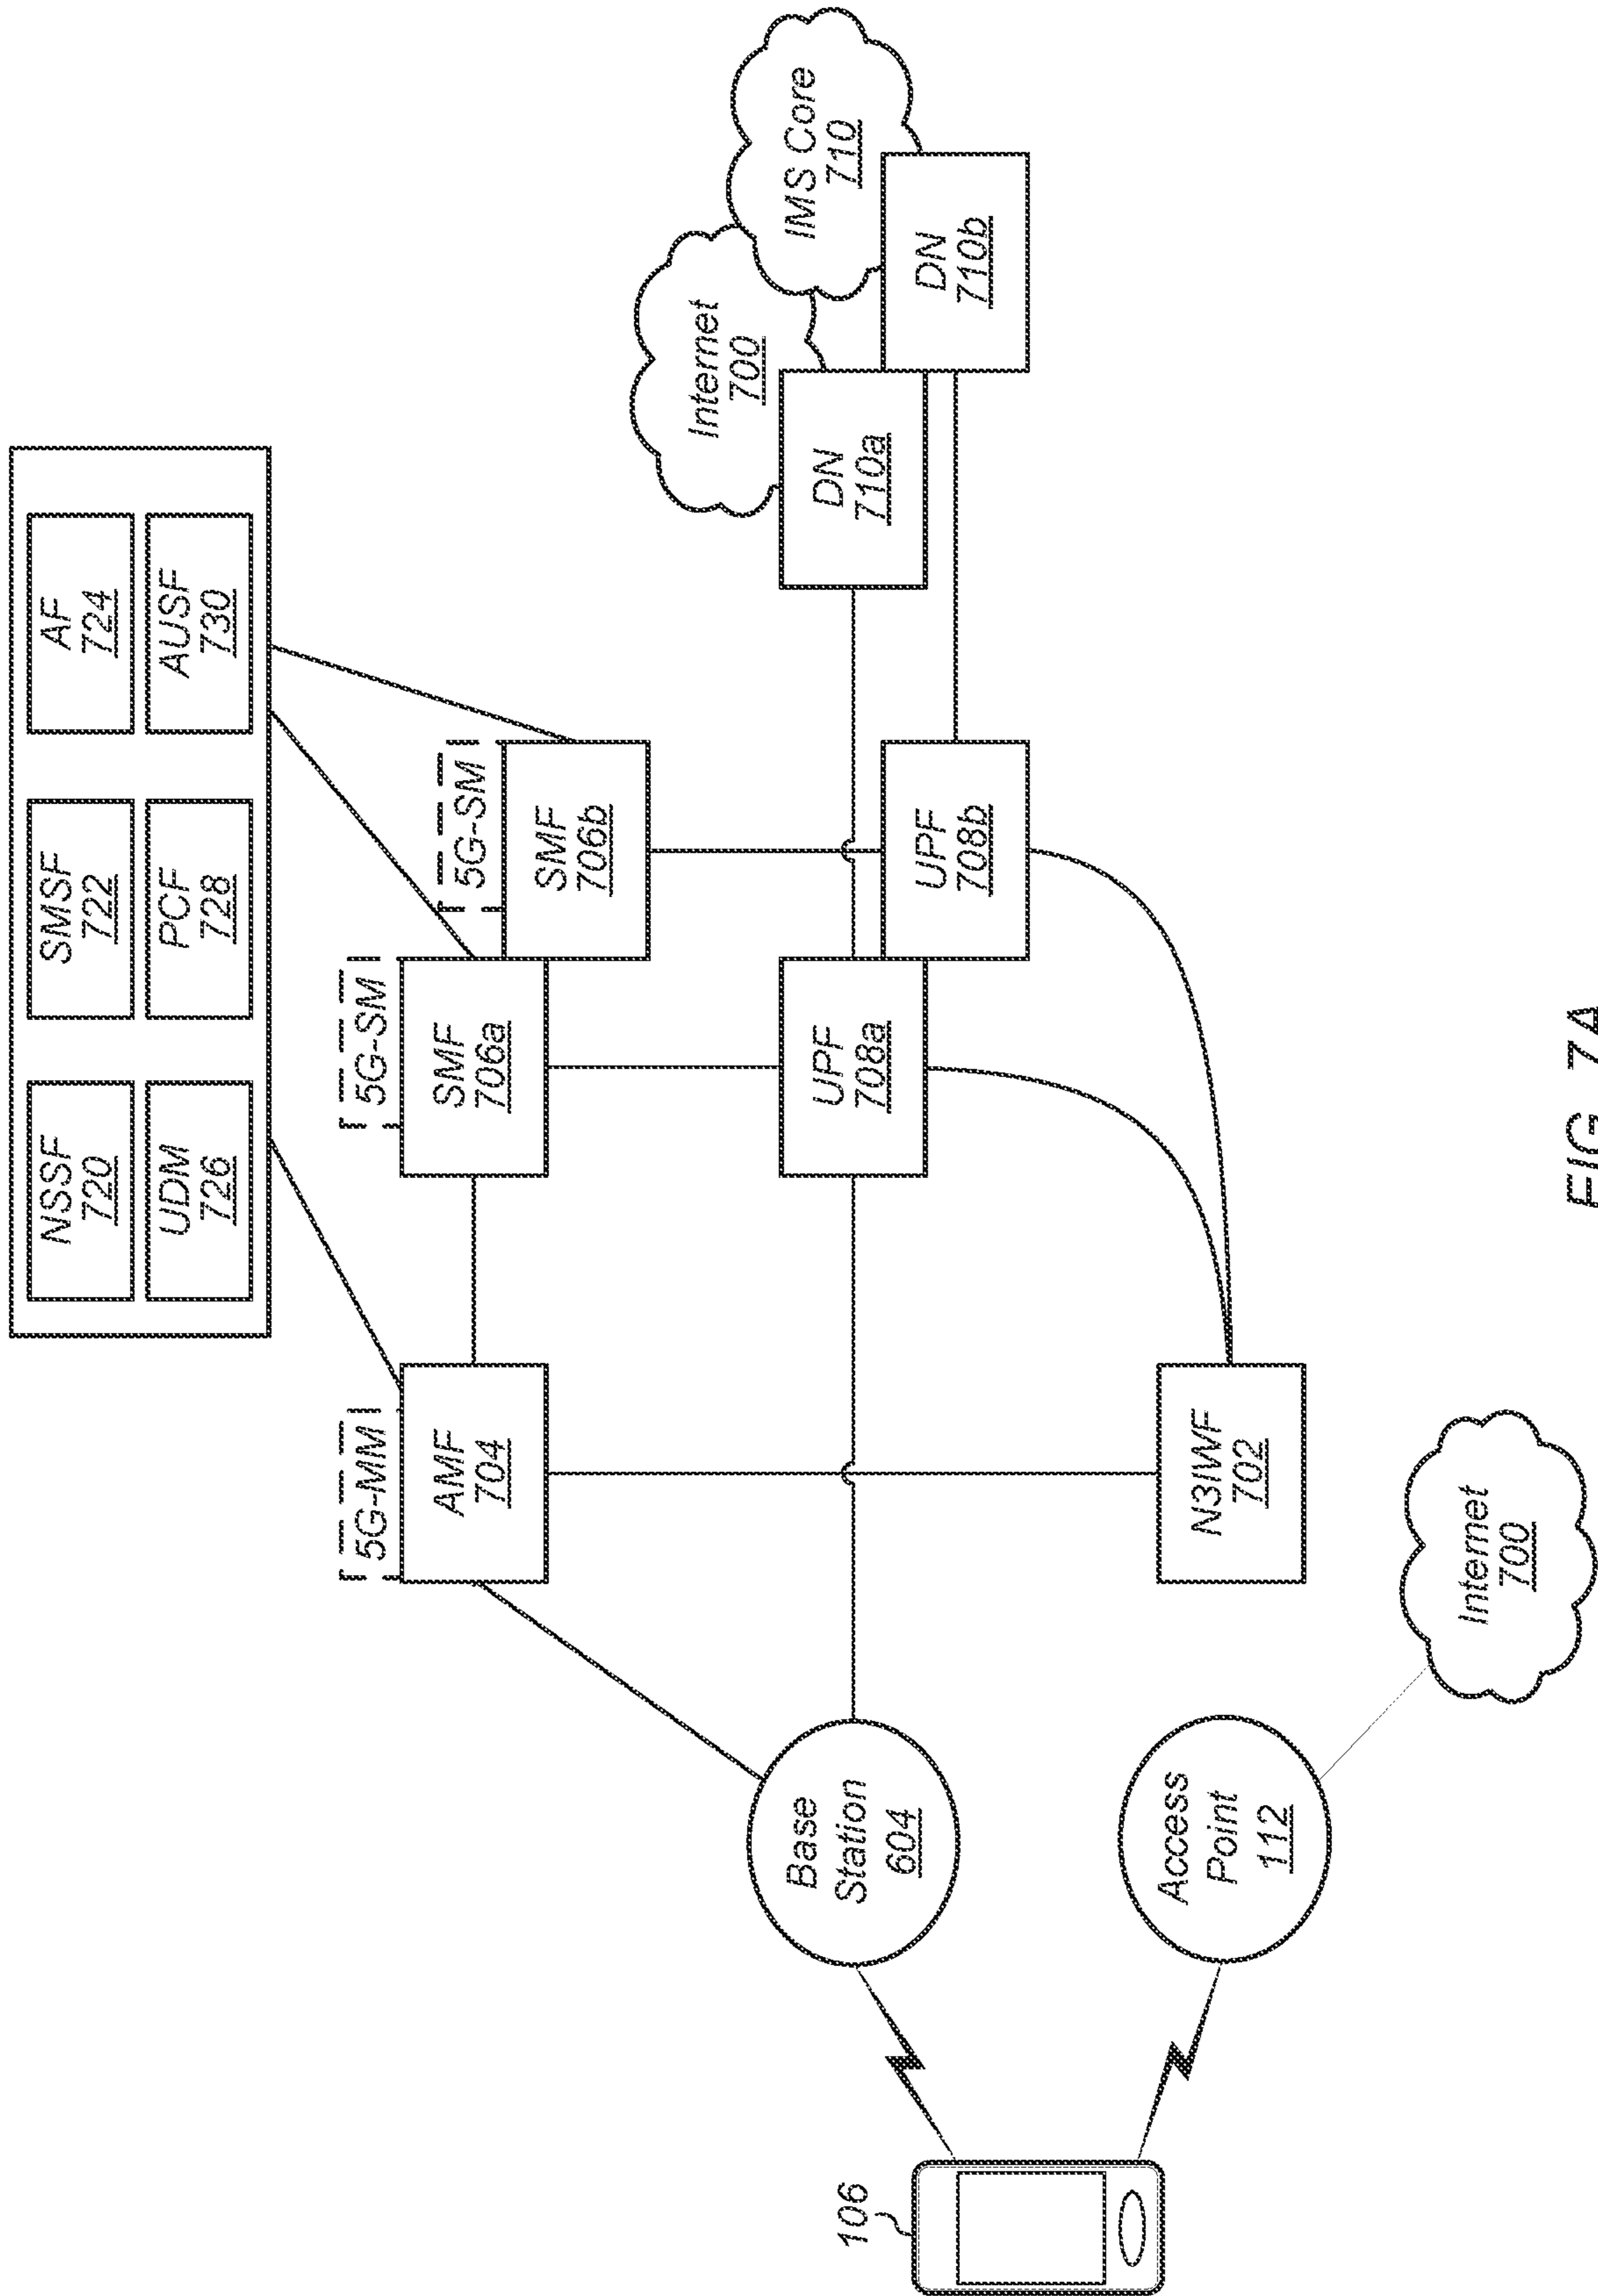 NSSF
720
SMSF
722
AF
724
UDM
726
PCF
728
AUSF
730
5G-MM
AMF
704
5G-SM
SMF
706a
5G-SM
SMF
706b
Internet
700
IMS Core
710
DN
710a
DN
710b
UPF
708a
UPF
708b
Base
Station
604
106
Access
Point
112
N3IWF
702
Internet
700
FIG. 7A